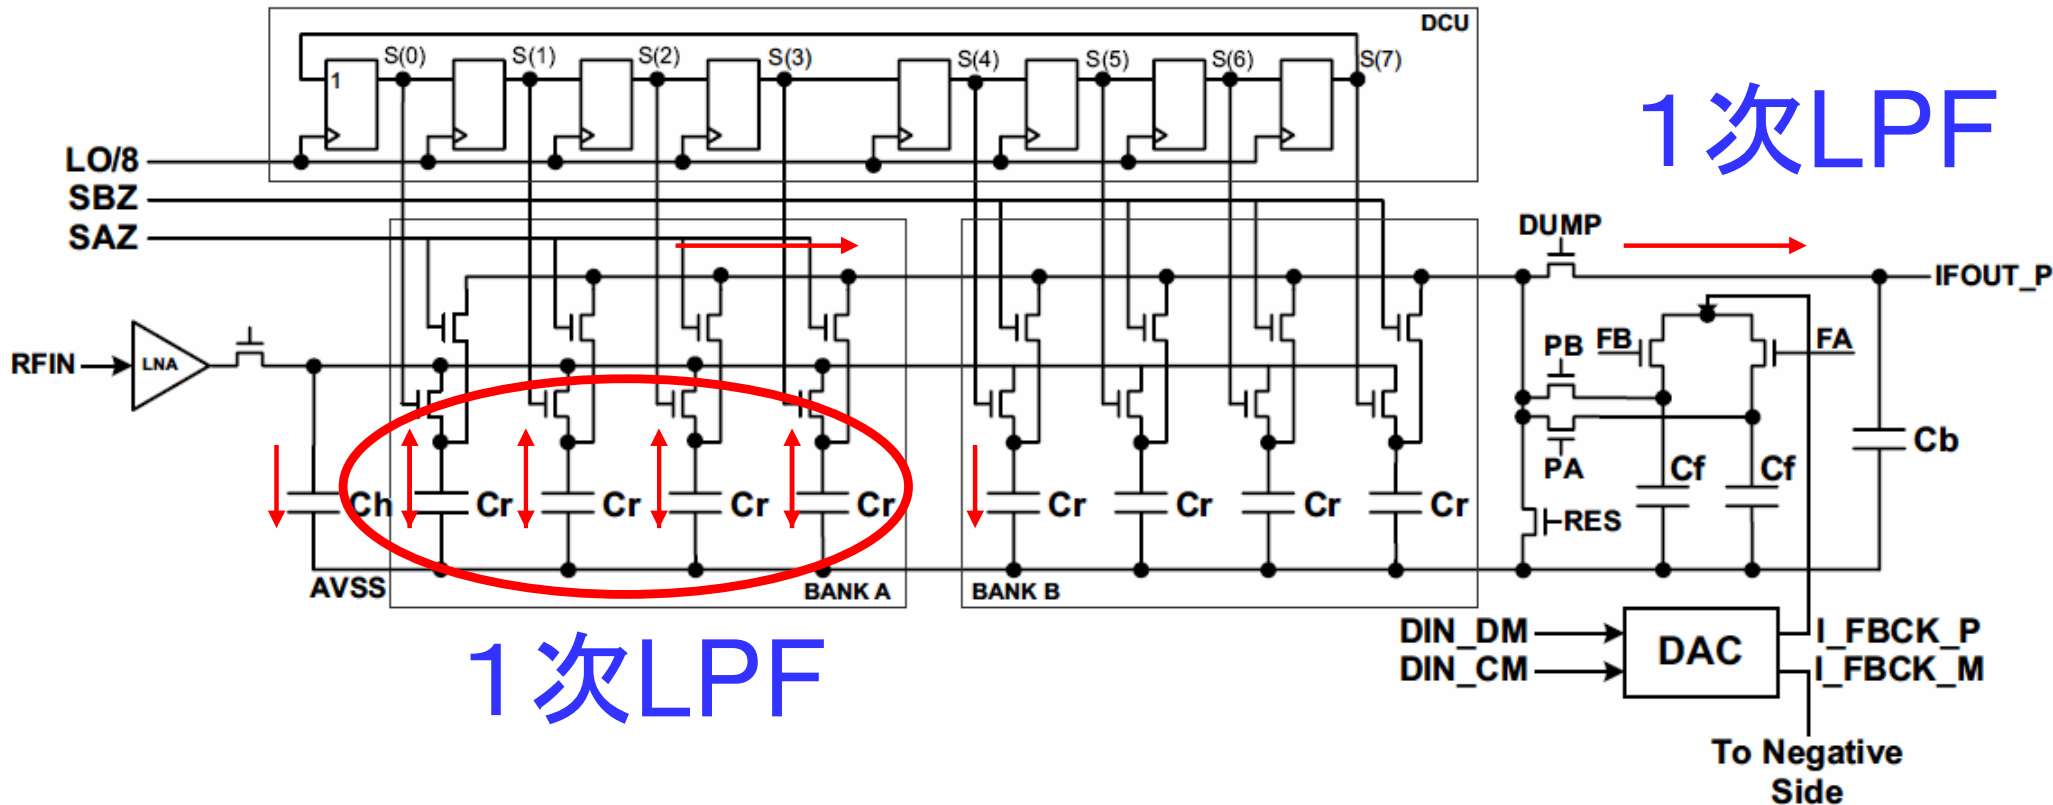 DCU
S(0) S(1) S(2) S(3) S(4) S(5) S(6) S(7)
1
1次LPF
LO/8
SBZ
SAZ
DUMP
IFOUT_P
RFIN
LNA
PB
FB
FA
PA
Cf
Cf
Cb
Ch
Cr
Cr
Cr
Cr
Cr
Cr
Cr
Cr
RES
AVSS
BANK A
BANK B
1次LPF
DIN_DM
DIN_CM
DAC
I_FBCK_P
I_FBCK_M
To Negative
Side